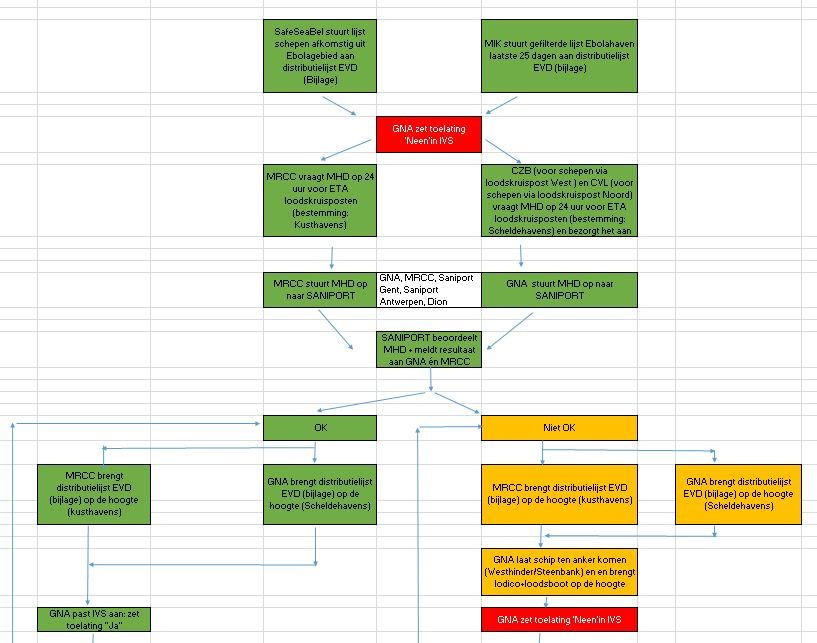 SafeSeaBel stuurt lijst
schepen afkomstig uit
Ebolagebied aan
distributielijst EVD
(Bijlage)
MIK stuurt gefilterde lijst Ebolahaven
laatste 25 dagen aan distributielijst
EVD (bijlage)
GNA zet toelating
'Neen'in IVS
MRCC vraagt MHD op 24
uur voor ETA
loodskruisposten
(bestemming:
Kusthavens)
CZB (voor schepen via
loodskruispost West ) en CVL (voor
schepen via loodskruispost Noord)
vraagt MHD op 24 uur voor ETA
loodskruisposten (bestemming:
Scheldehavens) en bezorgt het aan
MRCC stuurt MHD op
naar SANIPORT
GNA, MRCC, Saniport
Gent, Saniport
Antwerpen, Dion
GNA stuurt MHD op naar
SANIPORT
SANIPORT beoordeelt
MHD + meldt resultaat
aan GNA én MRCC
OK
Niet OK
MRCC brengt
distributielijst EVD
(bijlage) op de hoogte
(kusthavens)
GNA brengt distributielijst
EVD (bijlage) op de
hoogte (Scheldehavens)
MRCC brengt distributielijst EVD
(bijlage) op de hoogte (kusthavens)
GNA brengt distributielijst
EVD (bijlage) op de hoogte
(Scheldehavens)
GNA laat schip ten anker komen
(Westhinder/Steenbank) en en brengt
lodico+loodsboot op de hoogte
GNA past IVS aan: zet
toelating "Ja"
GNA zet toelating 'Neen'in IVS